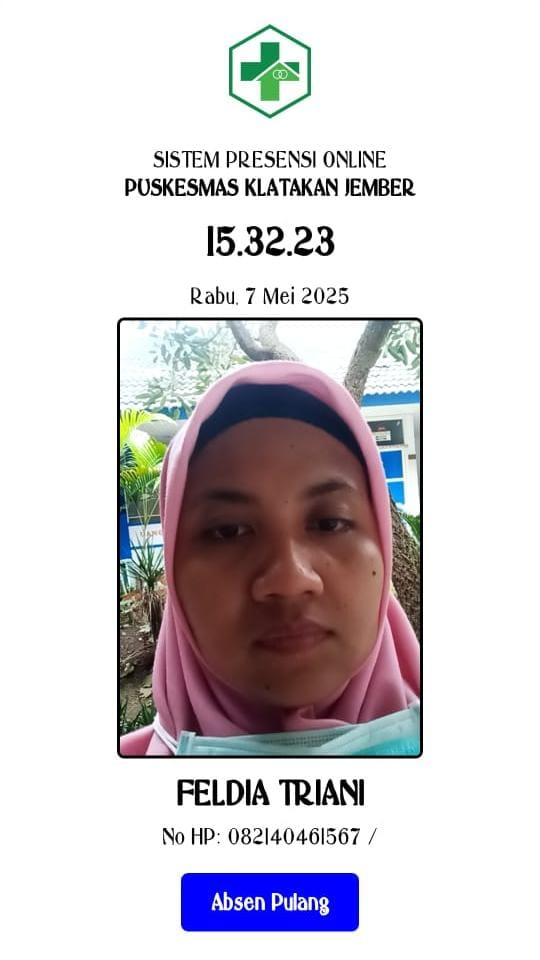 SISTEM PRESENSI ONLINE
PUSKESMAS KLATAKAN JEMBER
15.32.23
Rabu, 7 Mei 2025
FELDIA TRIANI
No HP: 082140461567 /
Absen Pulang